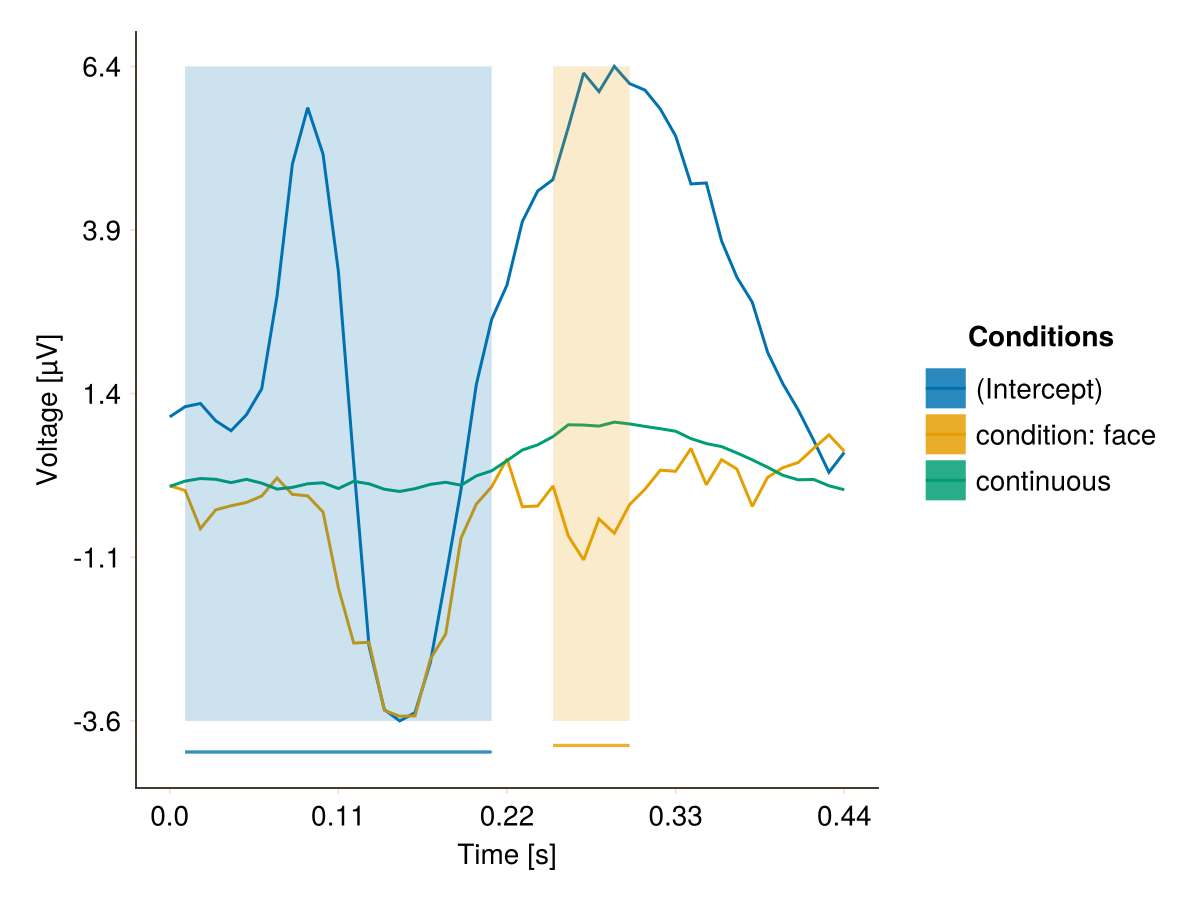 6.4
3.9
1.4
-1.1
-3.6
Voltage [µV]
0.0 0.11 0.22 0.33 0.44
Time [s]
Conditions
(Intercept)
condition: face
continuous